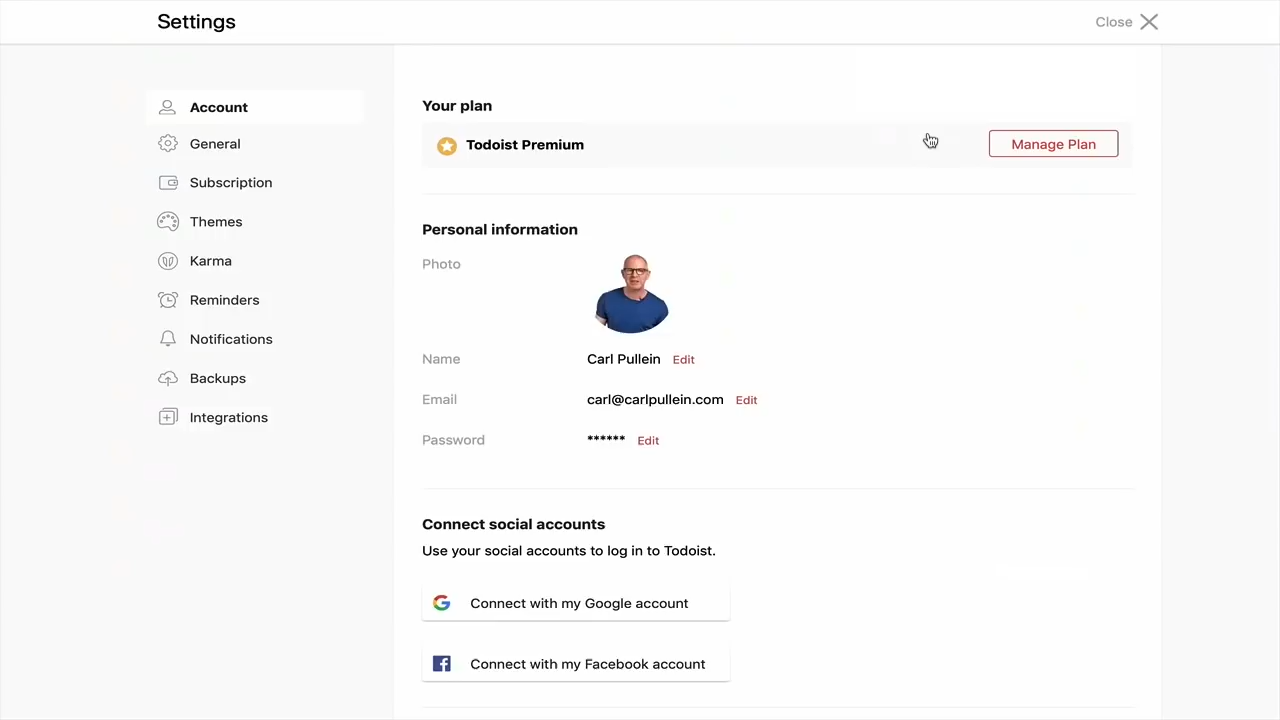 Settings
Close
Account
General
Subscription
Themes
Karma
Reminders
Notifications
Backups
Integrations
Your plan
Todoist Premium
Manage Plan
Personal information
Photo
Name Carl Pullein Edit
Email carl@carlpullein.com Edit
Password ****** Edit
Connect social accounts
Use your social accounts to log in to Todoist.
Connect with my Google account
Connect with my Facebook account